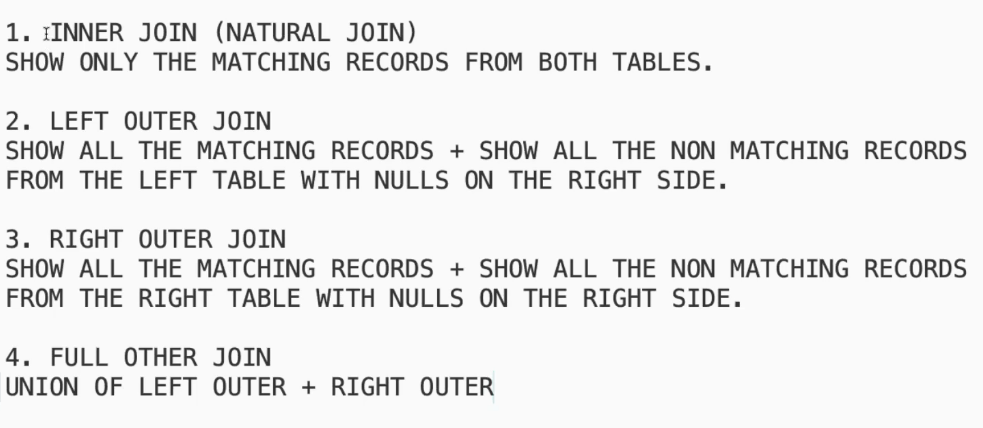 1. INNER JOIN (NATURAL JOIN)
SHOW ONLY THE MATCHING RECORDS FROM BOTH TABLES.
2. LEFT OUTER JOIN
SHOW ALL THE MATCHING RECORDS + SHOW ALL THE NON MATCHING RECORDS
FROM THE LEFT TABLE WITH NULLS ON THE RIGHT SIDE.
3. RIGHT OUTER JOIN
SHOW ALL THE MATCHING RECORDS + SHOW ALL THE NON MATCHING RECORDS
FROM THE RIGHT TABLE WITH NULLS ON THE RIGHT SIDE.
4. FULL OTHER JOIN
UNION OF LEFT OUTER + RIGHT OUTER